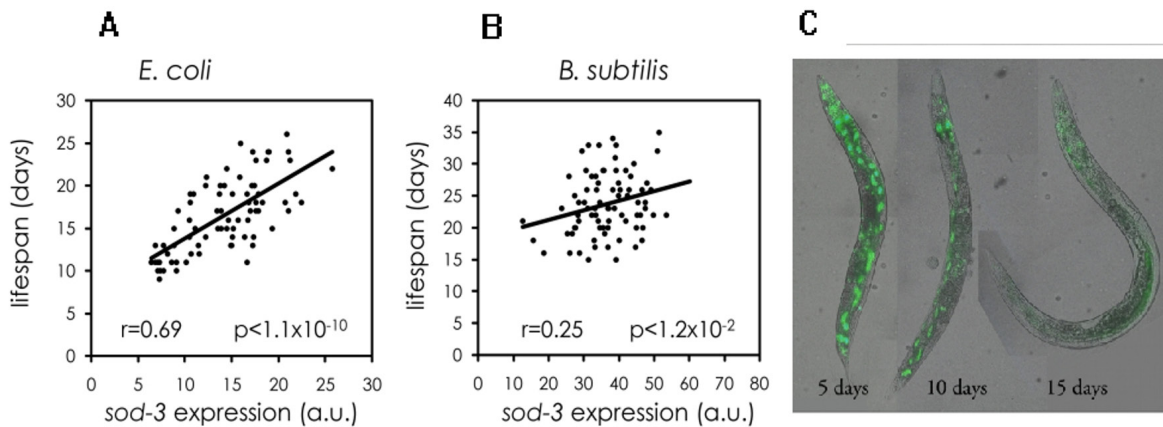 A
B
C
E. coli
B. subtilis
lifespan (days)
30
25
20
15
10
5
0
r=0.69 p<1.1x10-10
0 5 10 15 20 25 30
sod-3 expression (a.u.)
lifespan (days)
40
35
30
25
20
15
10
5
0
r=0.25 p<1.2x10-2
0 10 20 30 40 50 60 70 80
sod-3 expression (a.u.)
5 days 10 days 15 days